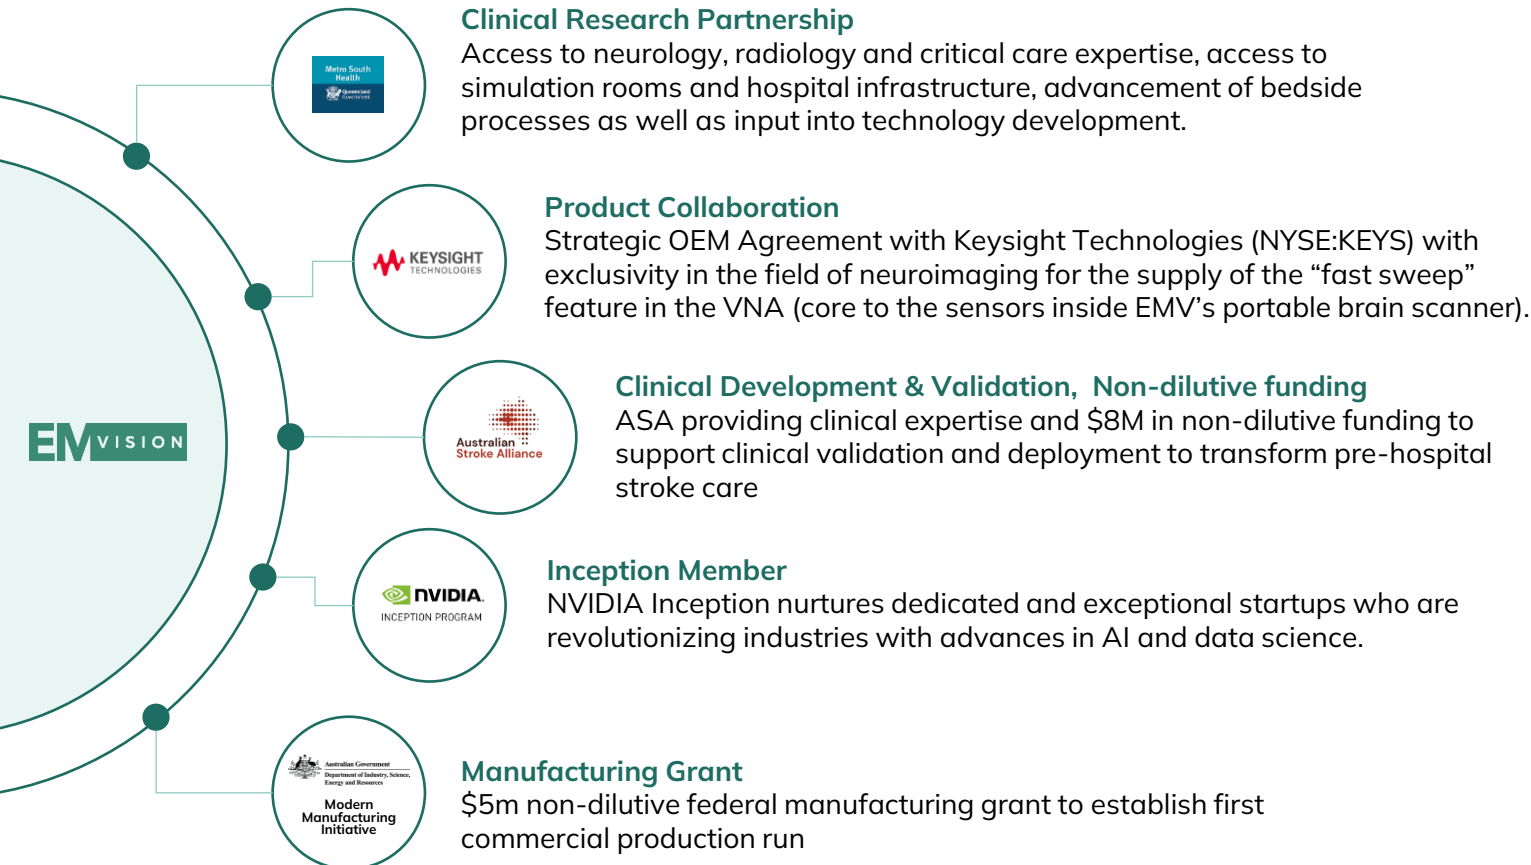 Metro South
Health
Queensland
Government
Clinical Research Partnership
Access to neurology, radiology and critical care expertise, access to
simulation rooms and hospital infrastructure, advancement of bedside
processes as well as input into technology development.
KEYSIGHT
TECHNOLOGIES
Product Collaboration
Strategic OEM Agreement with Keysight Technologies (NYSE:KEYS) with
exclusivity in the field of neuroimaging for the supply of the “fast sweep”
feature in the VNA (core to the sensors inside EMV’s portable brain scanner).
EMVISION
Australian
Stroke Alliance
Clinical Development & Validation,  Non-dilutive funding
ASA providing clinical expertise and $8M in non-dilutive funding to
support clinical validation and deployment to transform pre-hospital
stroke care
NVIDIA.
INCEPTION PROGRAM
Inception Member
NVIDIA Inception nurtures dedicated and exceptional startups who are
revolutionizing industries with advances in AI and data science.
Australian Government
Department of Industry, Science,
Energy and Resources
Modern
Manufacturing
Initiative
Manufacturing Grant
$5m non-dilutive federal manufacturing grant to establish first
commercial production run